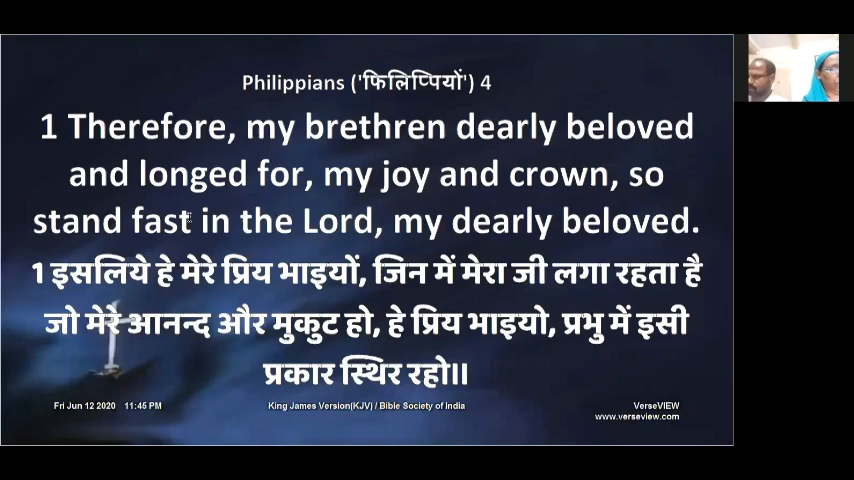 Philippians ('फिलिप्पियों') 4
1 Therefore, my brethren dearly beloved
and longed for, my joy and crown, so
stand fast in the Lord, my dearly beloved.
1 इसलिये हे मेरे प्रिय भाइयों, जिन में मेरा जी लगा रहता है
जो मेरे आनन्द और मुकुट हो, हे प्रिय भाइयो, प्रभु में इसी
प्रकार स्थिर रहो॥
Fri Jun 12 2020 11:45 PM
King James Version(KJV) / Bible Society of India
VerseVIEW
www.verseview.com